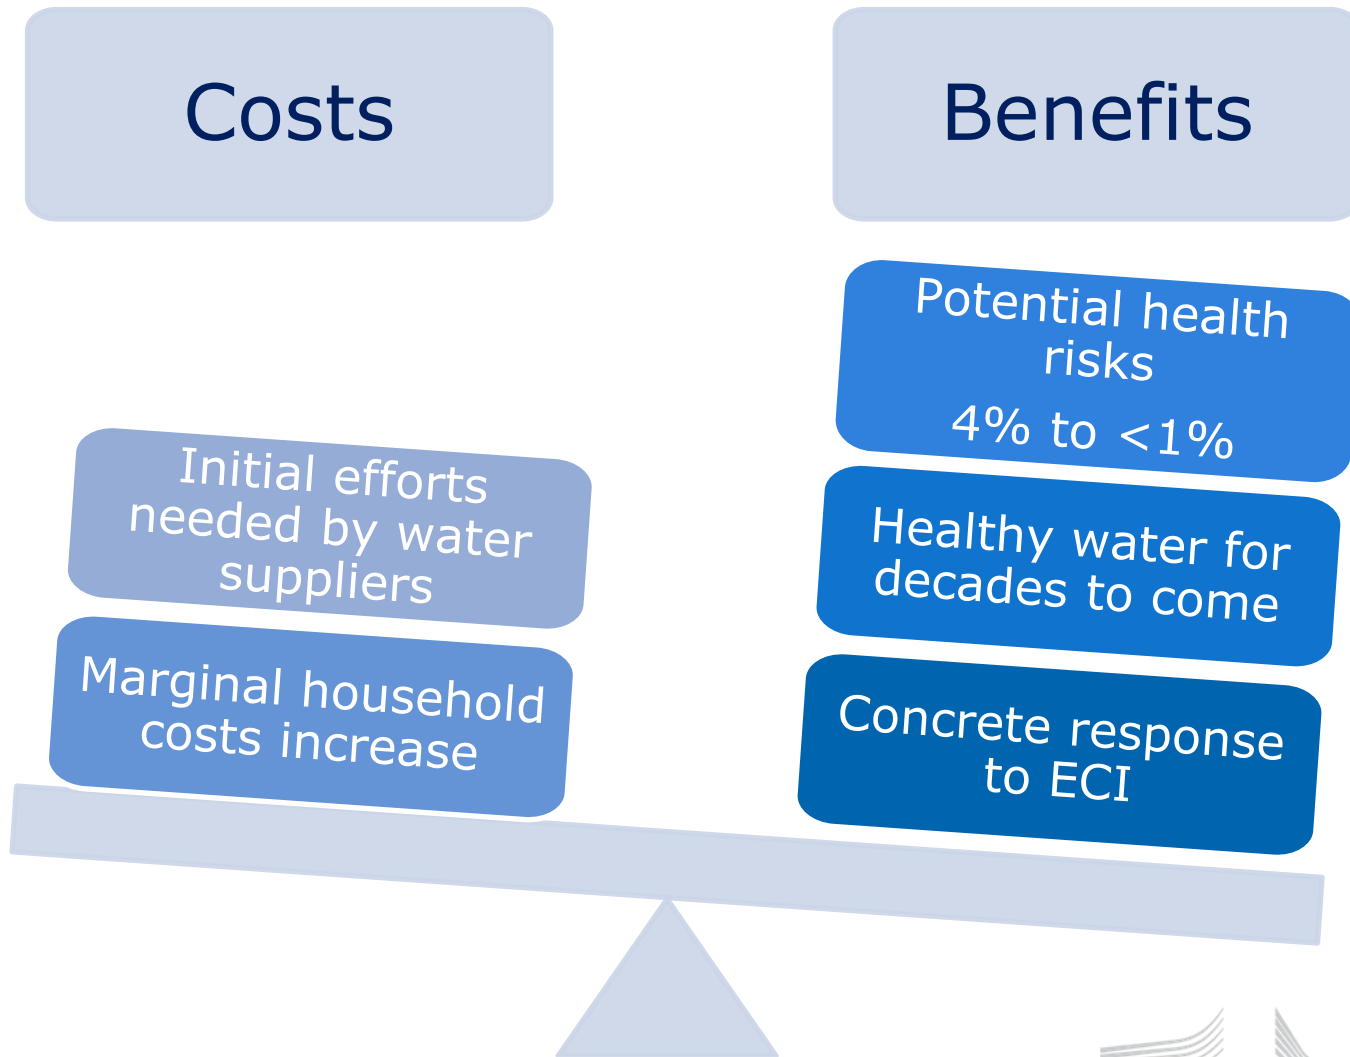 Costs
Benefits
Potential health
risks
4% to <1%
Initial efforts
needed by water
suppliers
Healthy water for
decades to come
Marginal household
costs increase
Concrete response
to ECI